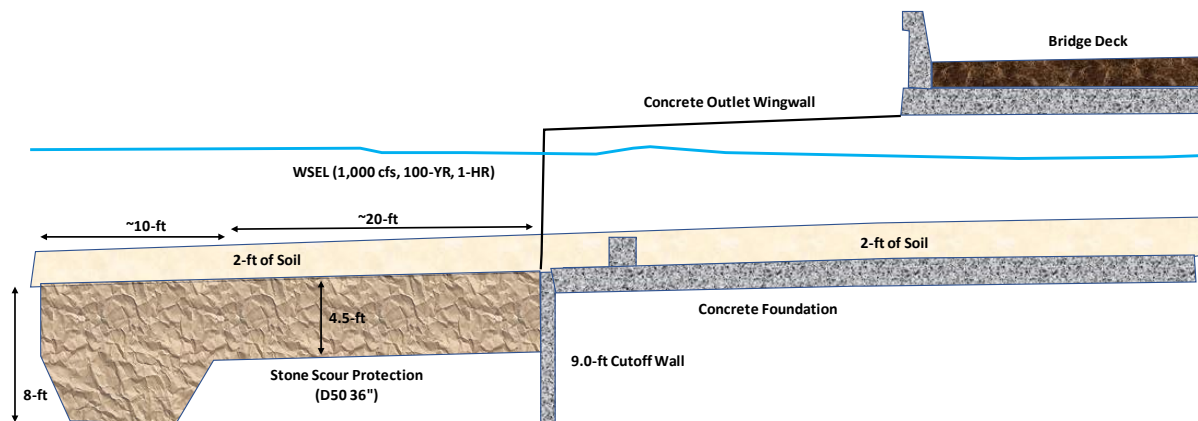 Bridge Deck
Concrete Outlet Wingwall
WSEL (1,000 cfs, 100-YR, 1-HR)
~10-ft
~20-ft
2-ft of Soil
2-ft of Soil
4.5-ft
Concrete Foundation
9.0-ft Cutoff Wall
Stone Scour Protection
(D50 36")
8-ft